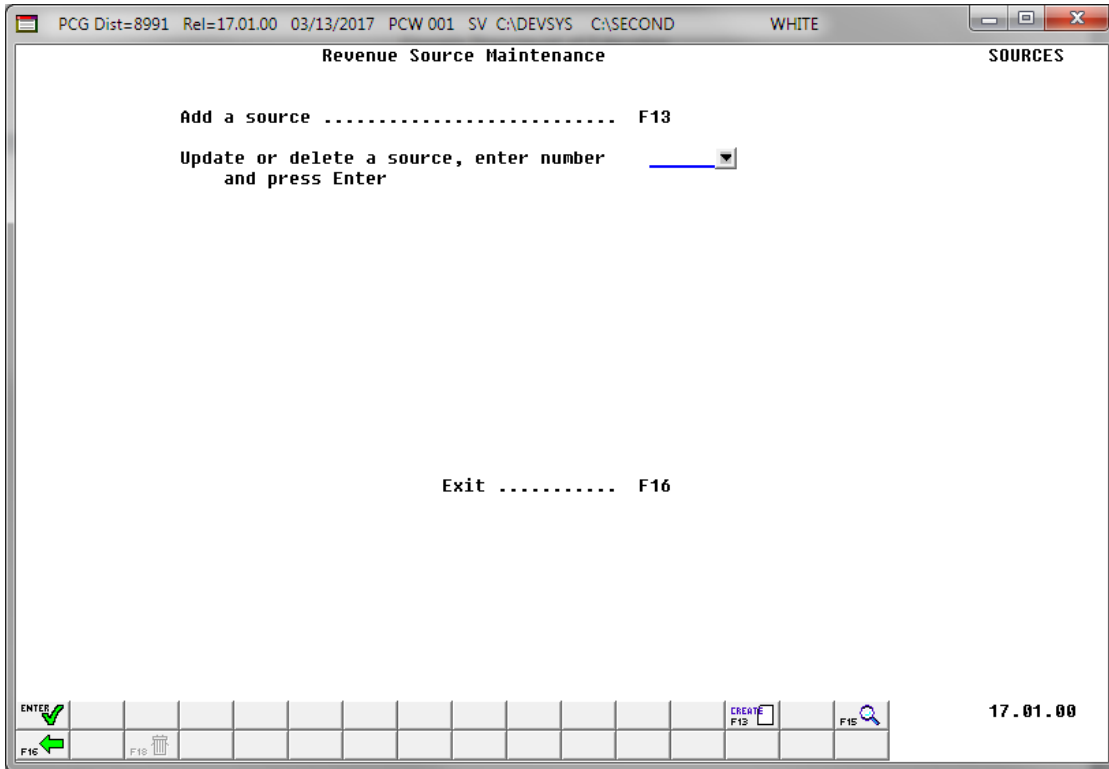 PCG Dist=8991 Rel=17.01.00 03/13/2017 PCW 001 SV C:\DEVSYS C:\SECOND WHITE
Revenue Source Maintenance SOURCES
Add a source ........................... F13
Update or delete a source, enter number
and press Enter
Exit ........... F16
ENTER CREATE F13 F15 17.01.00
F16 F18